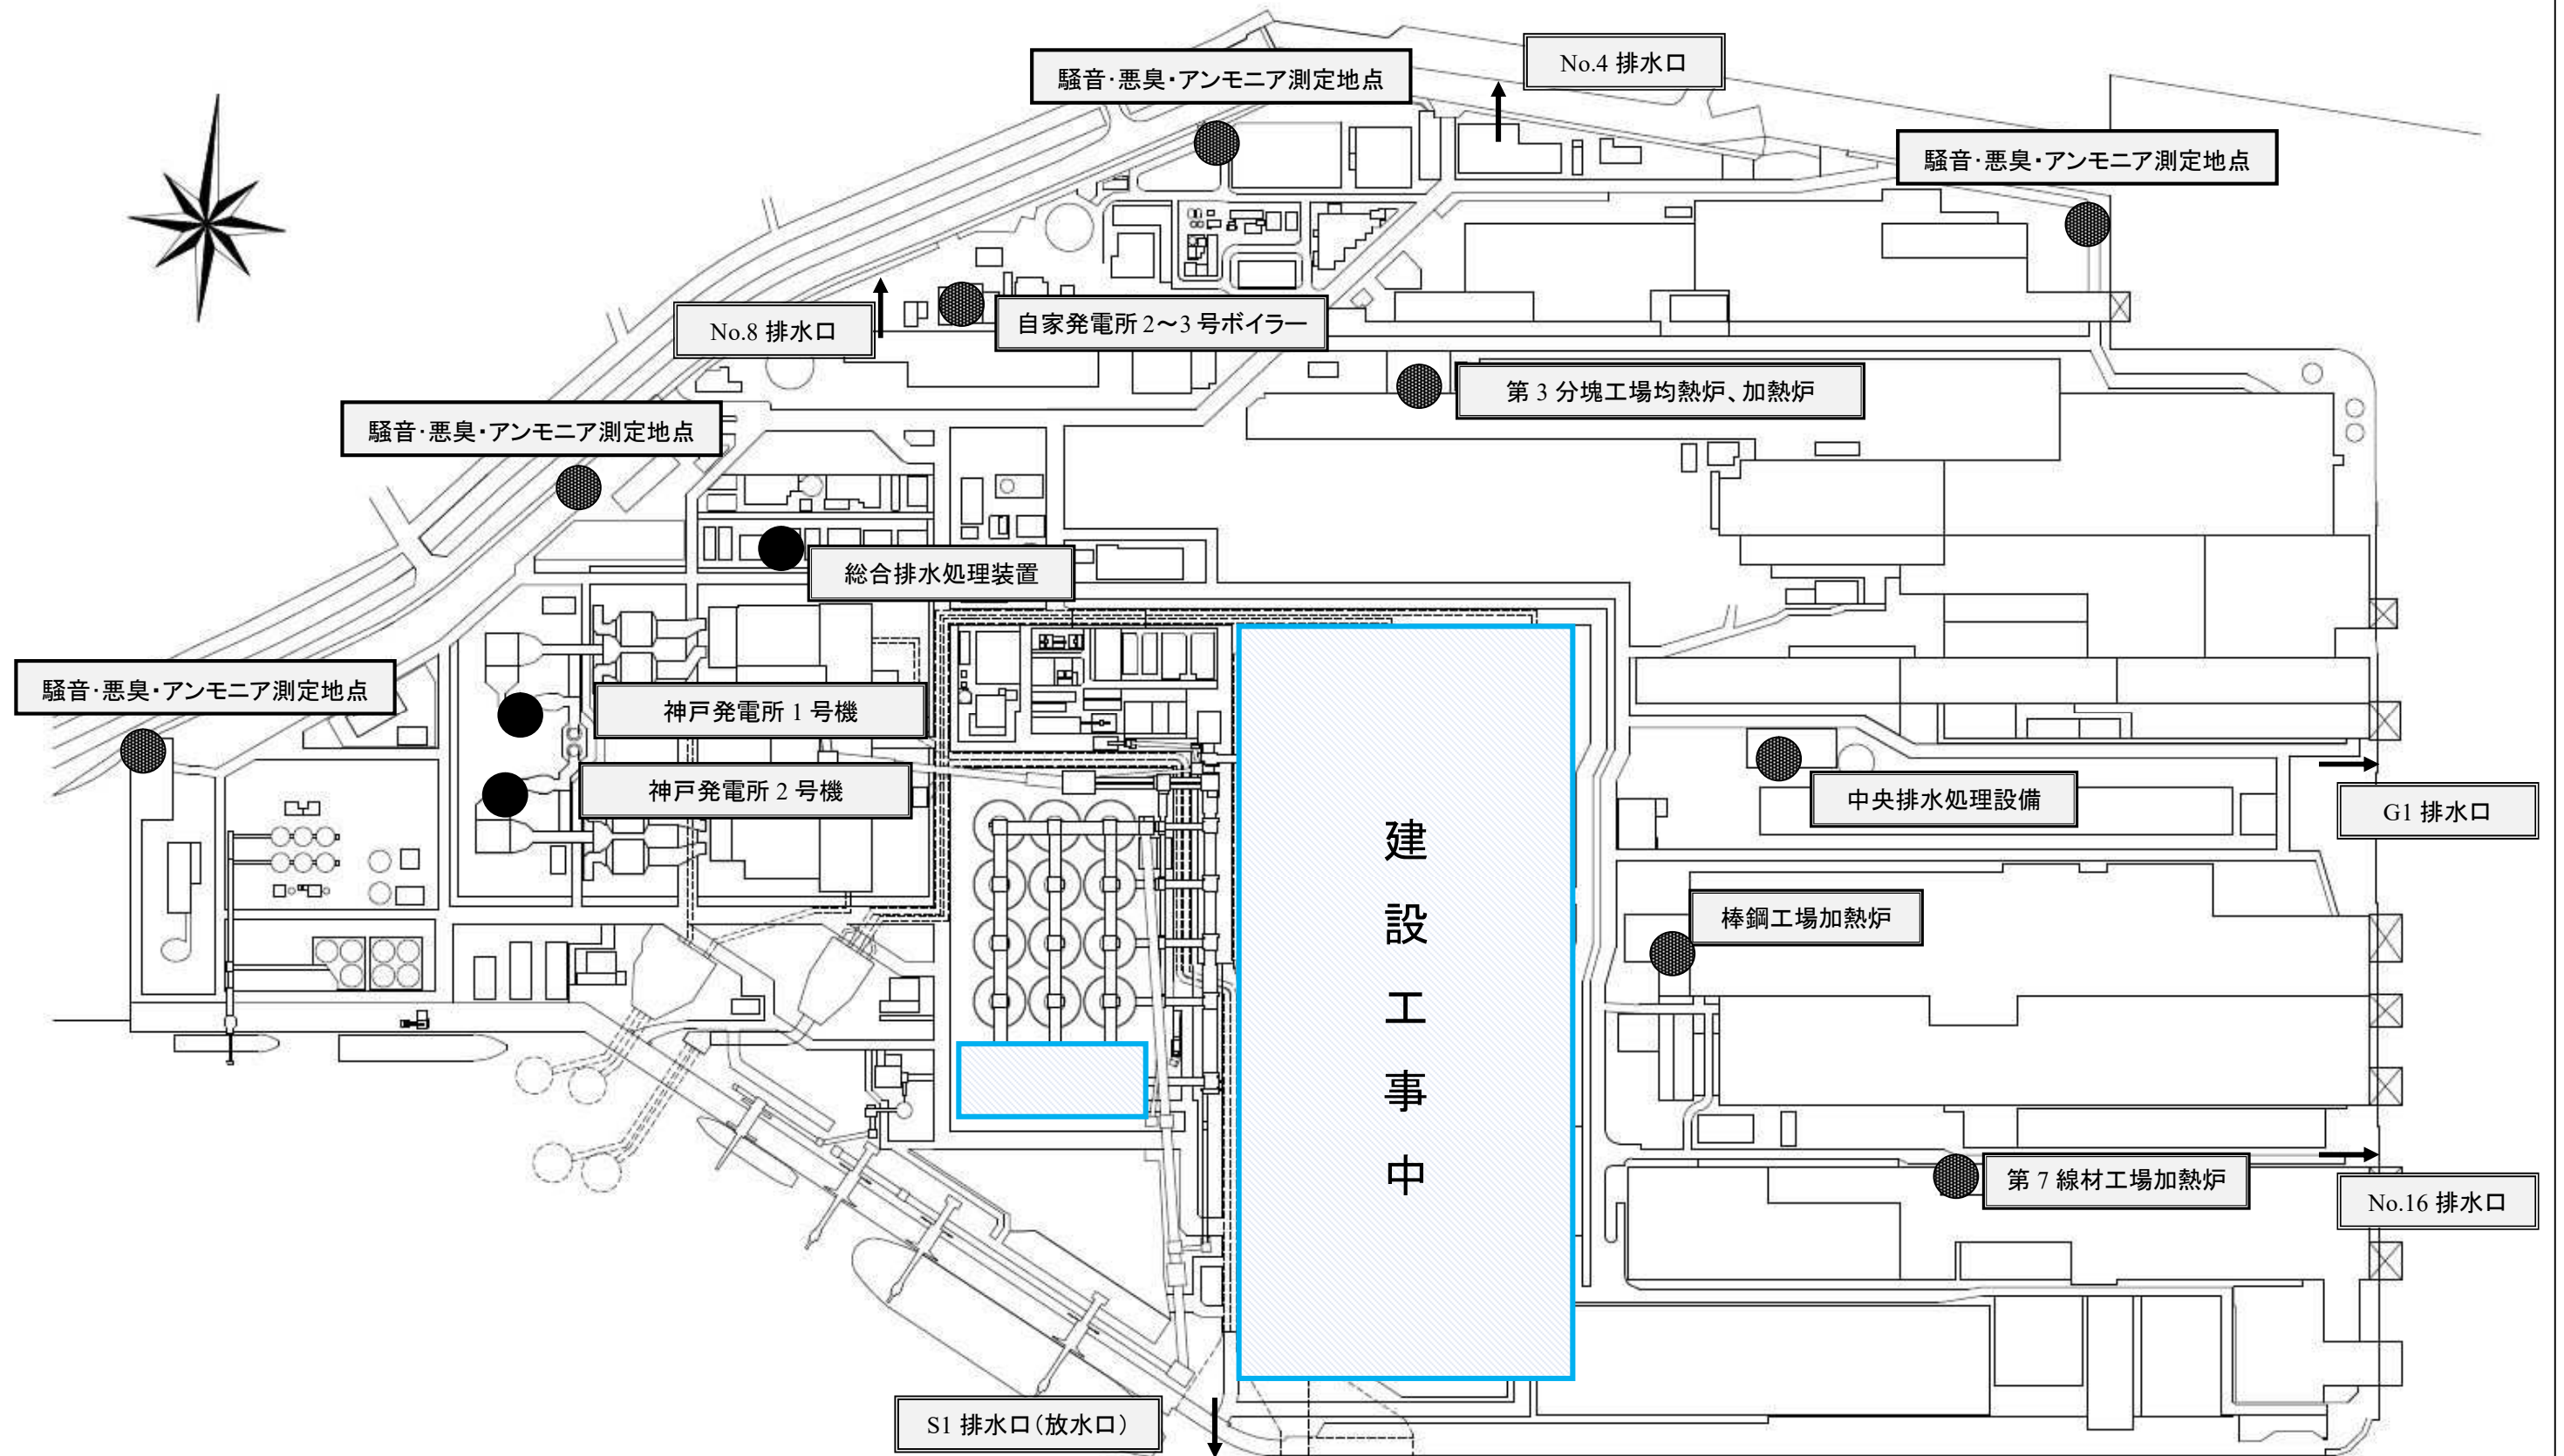 No.4 排水口
騒音・悪臭・アンモニア測定地点
騒音・悪臭・アンモニア測定地点
No.8 排水口
自家発電所 2～3 号ボイラー
第 3 分塊工場均熱炉、加熱炉
騒音・悪臭・アンモニア測定地点
総合排水処理装置
騒音・悪臭・アンモニア測定地点
神戸発電所 1 号機
神戸発電所 2 号機
中央排水処理設備
G1 排水口
建設工事中
棒鋼工場加熱炉
第 7 線材工場加熱炉
No.16 排水口
S1 排水口（放水口）